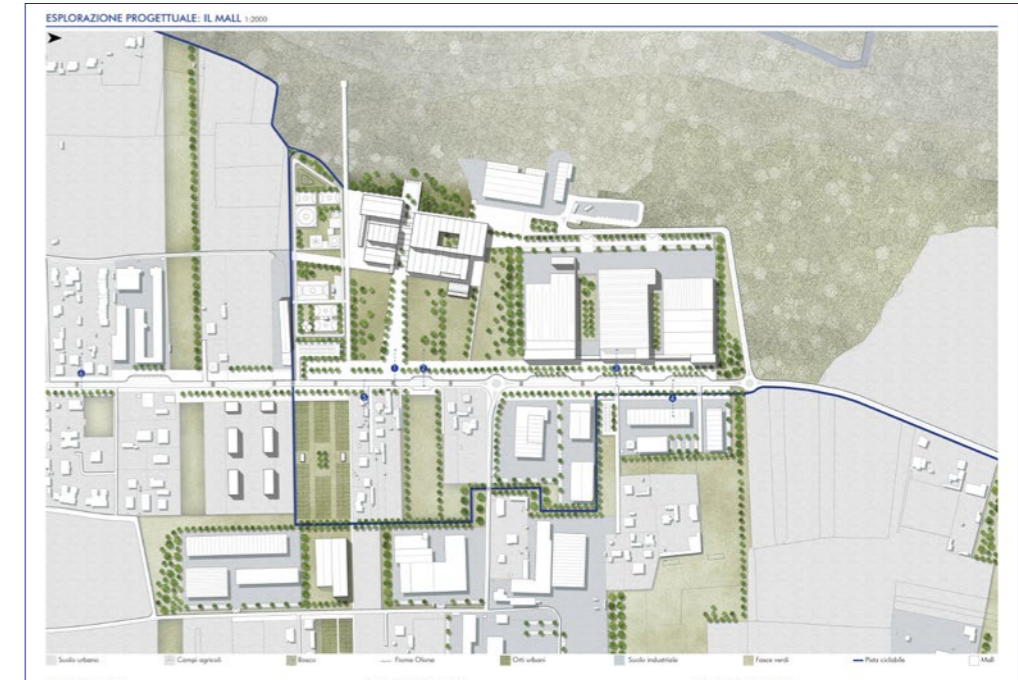 ESPLORAZIONE PROGETTUALE: IL MALL 1:2000
Suolo urbano
Campi agricoli
Bosco
Fiume Olona
Orti urbani
Suolo industriale
Fasce verdi
Pista ciclabile
Mall